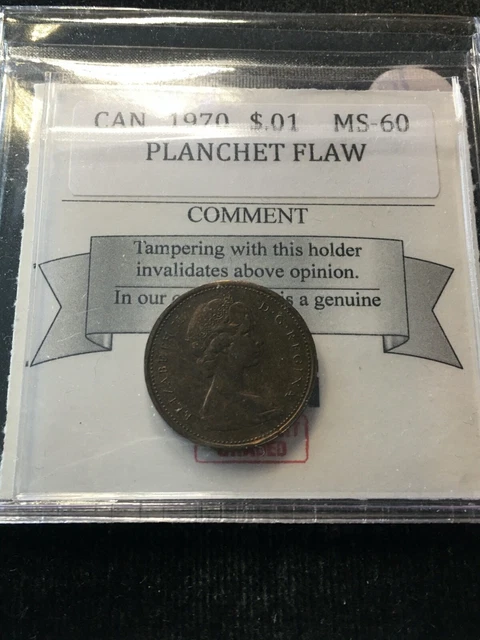 CAN 1970 $.01 MS-60
PLANCHET FLAW
COMMENT
Tampering with this holder
invalidates above opinion.
In our is a genuine
ELIZABETH D·G·REGINA
GRADED